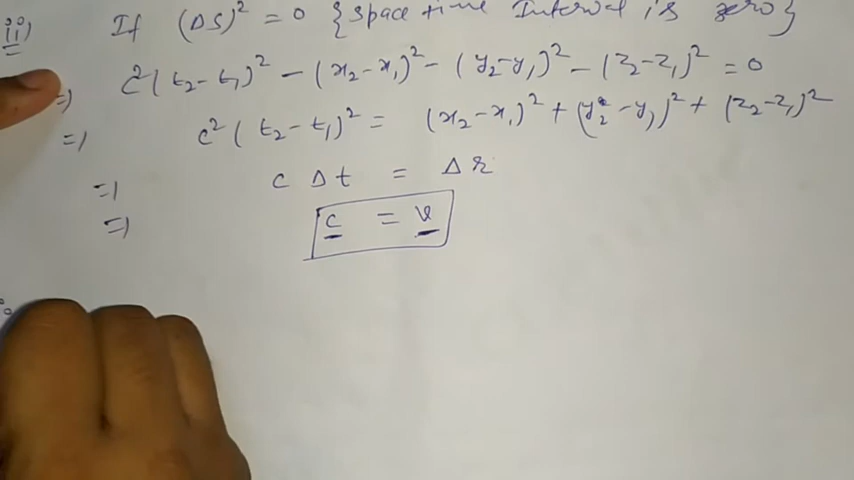 ii) If (ΔS)² = 0 {Space time Interval is zero}
=) c²(t₂-t₁)² - (x₂-x₁)² - (y₂-y₁)² - (z₂-z₁)² = 0
=) c²(t₂-t₁)² = (x₂-x₁)² + (y₂-y₁)² + (z₂-z₁)²
=) c Δt = Δr
=) c = v